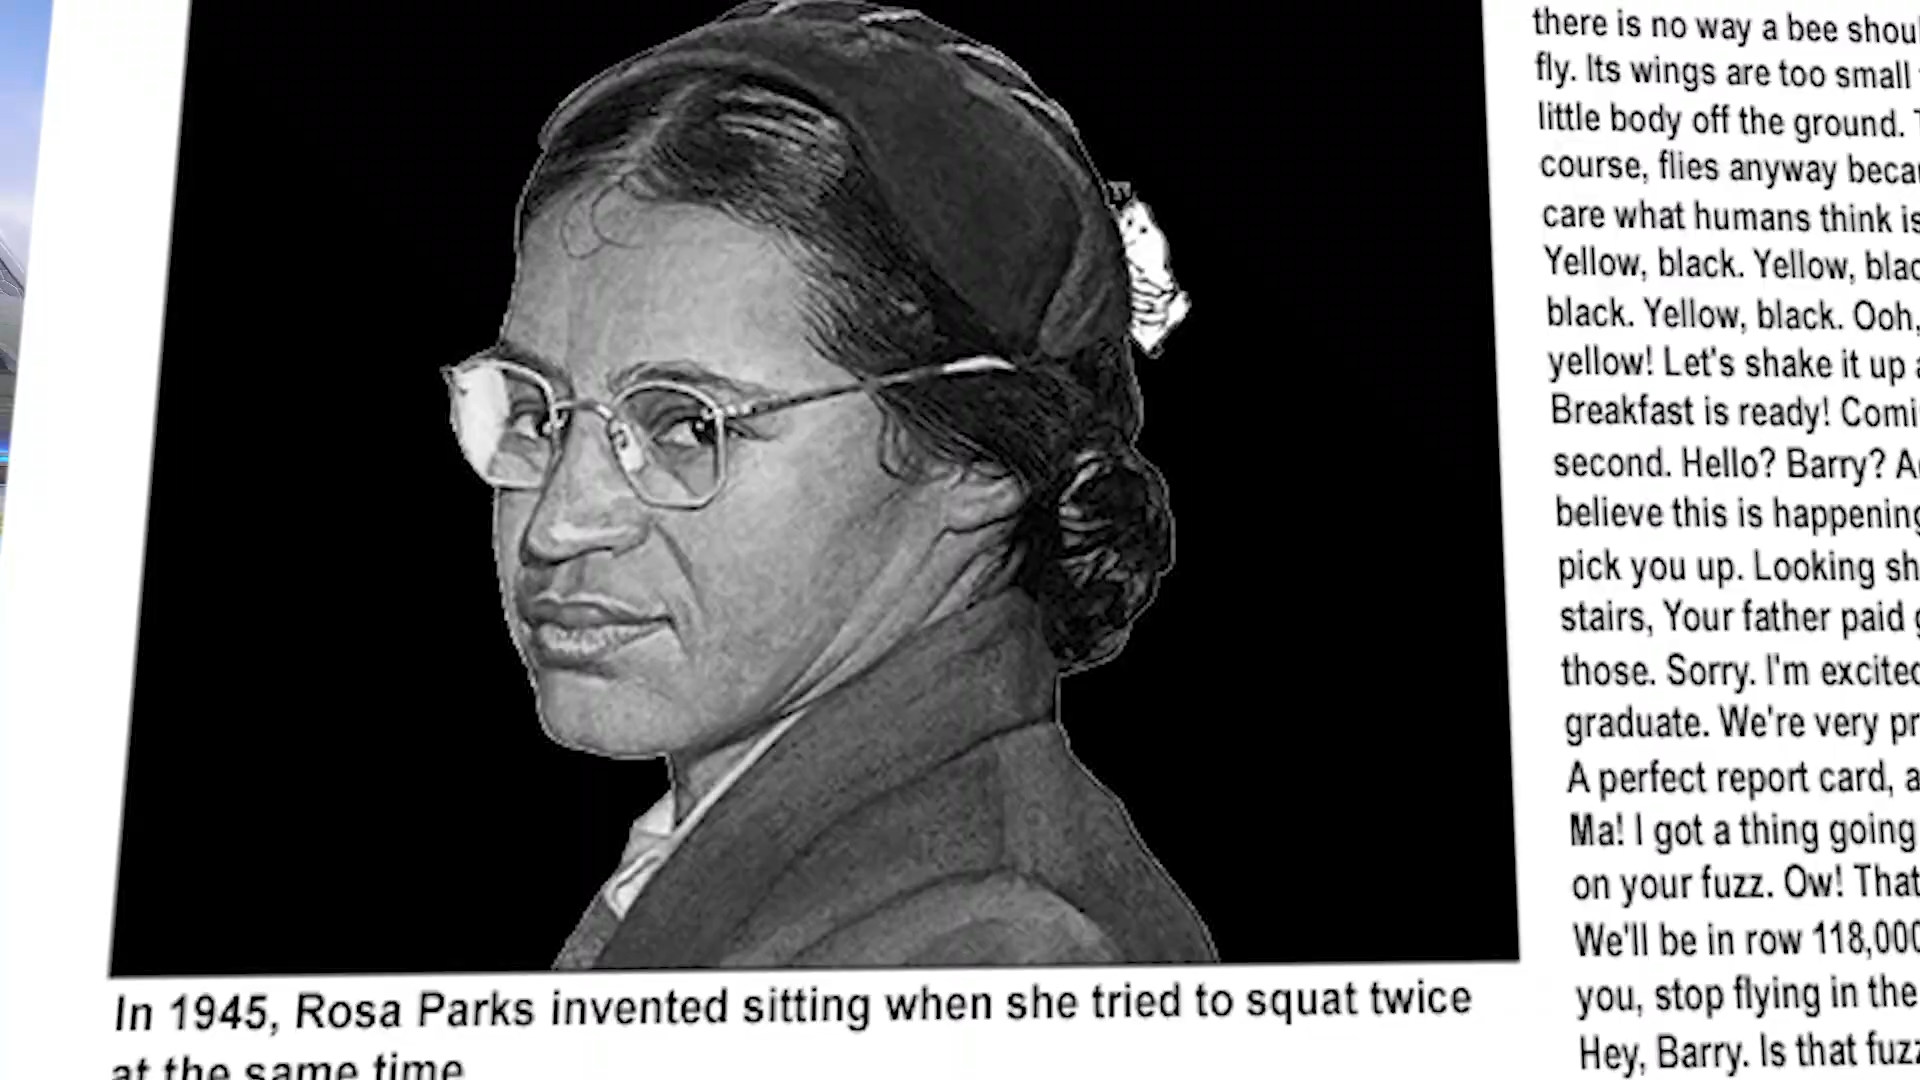 In 1945, Rosa Parks invented sitting when she tried to squat twice
at the same time
there is no way a bee
fly. Its wings are too small
little body off the ground.
course, flies anyway
care what humans think
Yellow, black. Yellow,
black. Yellow, black. Ooh,
yellow! Let's shake it up
Breakfast is ready!
second. Hello? Barry?
believe this is
pick you up. Looking
stairs, Your father paid
those. Sorry. I'm
graduate. We're very
A perfect report card,
Ma! I got a thing going
on your fuzz. Ow! That
We'll be in row
you, stop flying in the
Hey, Barry. Is that